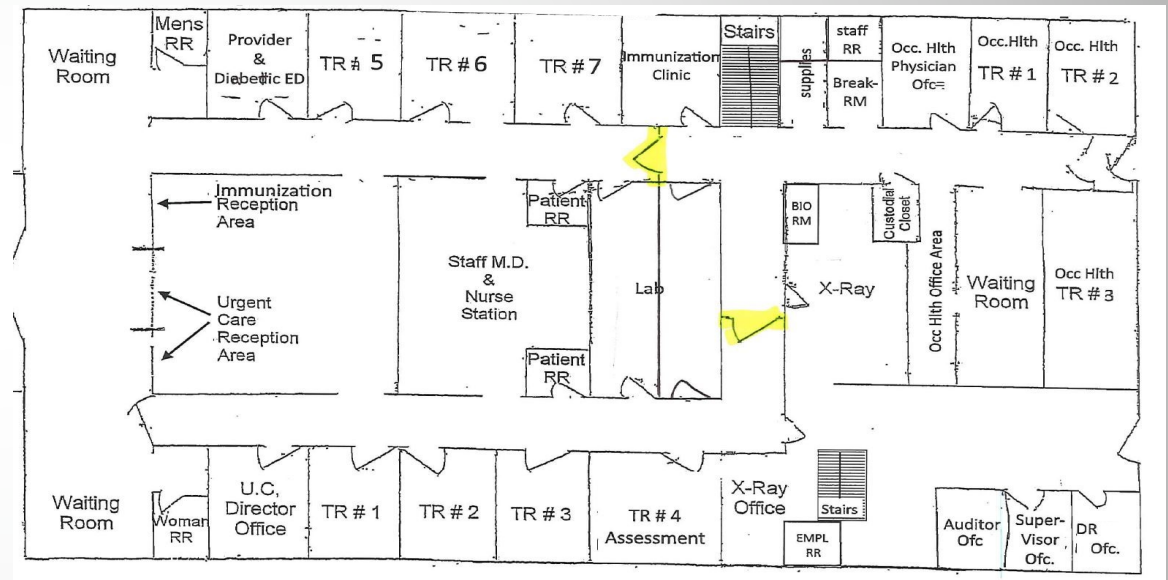 Waiting
Room
Mens
RR
Provider
&
Diebedic ED
TR # 5
TR # 6
TR #7
Immunization
Clinic
Stairs
supplies
staff
RR
Break-
RM
Occ. Hlth
Physician
Ofc=
Occ.Hlth
TR # 1
Occ. Hlth
TR # 2
Immunization
Reception
Area
Urgent
Care
Reception
Area
Staff M.D.
&
Nurse
Station
Patient
RR
Patient
RR
Lab
BIO
RM
X-Ray
Custodial
Closet
Occ Hlth Office Area
Waiting
Room
Occ Hlth
TR # 3
Waiting
Room
Woman
RR
U.C,
Director
Office
TR # 1
TR # 2
TR # 3
TR # 4
Assessment
X-Ray
Office
EMPL
RR
Stairs
Auditor
Ofc
Super-
Visor
Ofc.
DR
Ofc.